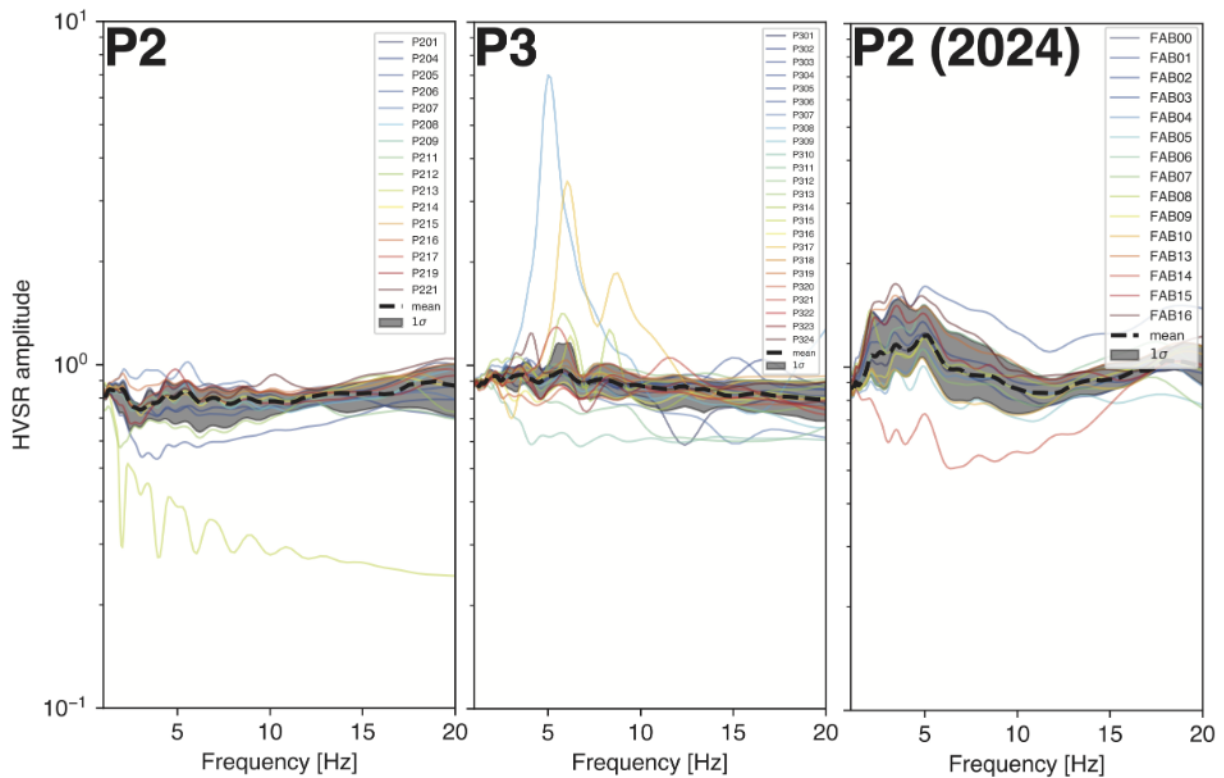 HVSR amplitude
10¹
10⁰
10⁻¹
P2
P201
P204
P205
P206
P207
P208
P209
P211
P212
P213
P214
P215
P216
P217
P219
P221
mean
1σ
5 10 15 20
Frequency [Hz]
P3
P301
P302
P303
P304
P305
P306
P307
P308
P309
P310
P311
P312
P313
P314
P315
P316
P317
P318
P319
P320
P321
P322
P323
P324
mean
1σ
5 10 15 20
Frequency [Hz]
P2 (2024)
FAB00
FAB01
FAB02
FAB03
FAB04
FAB05
FAB06
FAB07
FAB08
FAB09
FAB10
FAB13
FAB14
FAB15
FAB16
mean
1σ
5 10 15 20
Frequency [Hz]